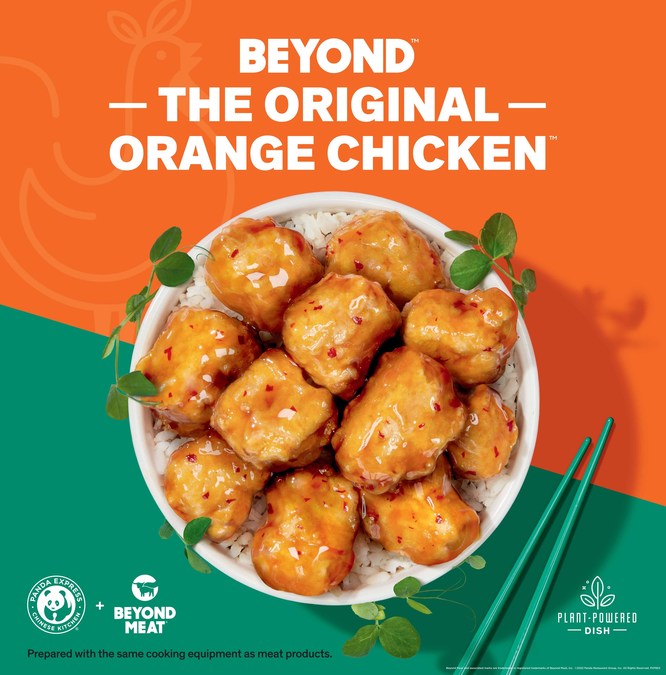 BEYOND™
— THE ORIGINAL —
ORANGE CHICKEN™
PANDA EXPRESS
CHINESE KITCHEN
+
BEYOND
MEAT
PLANT-POWERED
— DISH —
Prepared with the same cooking equipment as meat products.